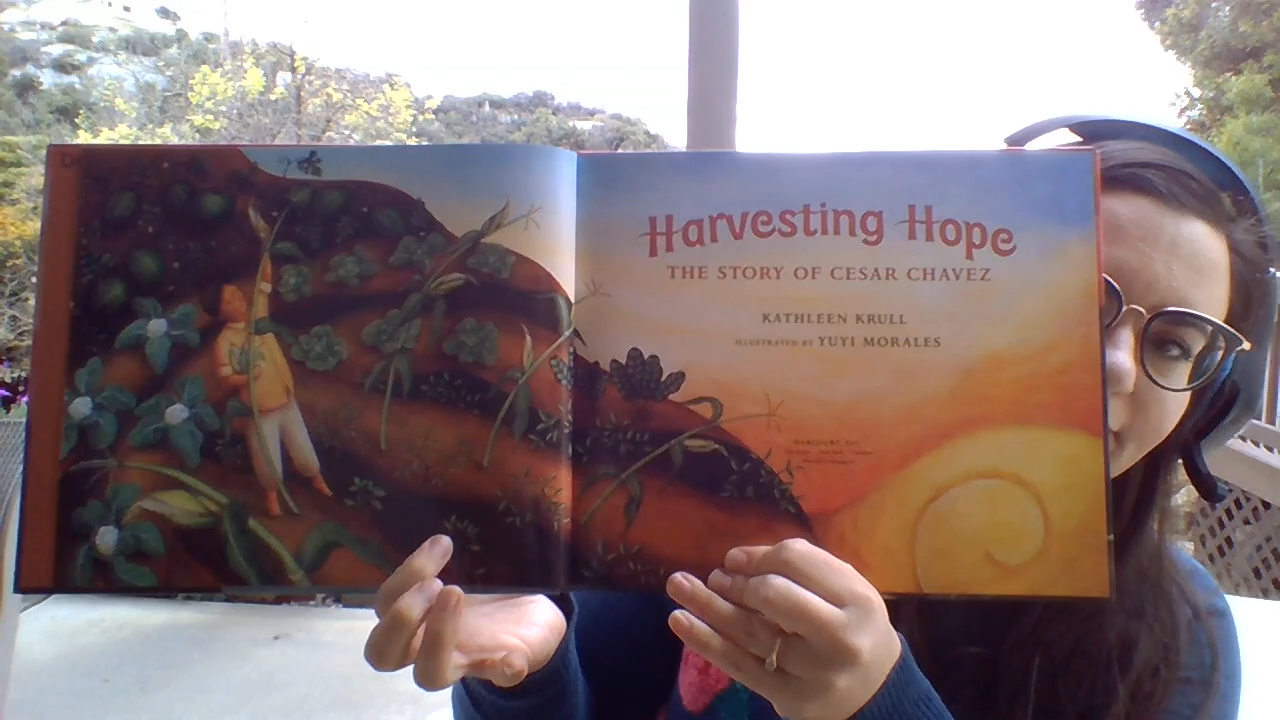 Harvesting Hope
THE STORY OF CESAR CHAVEZ
KATHLEEN KRULL
ILLUSTRATED BY YUYI MORALES